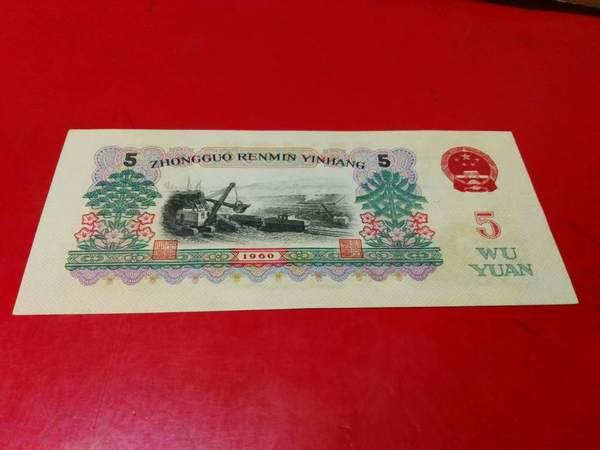 5 ZHONGGUO RENMIN YINHANG 5
1960
5
WU
YUAN